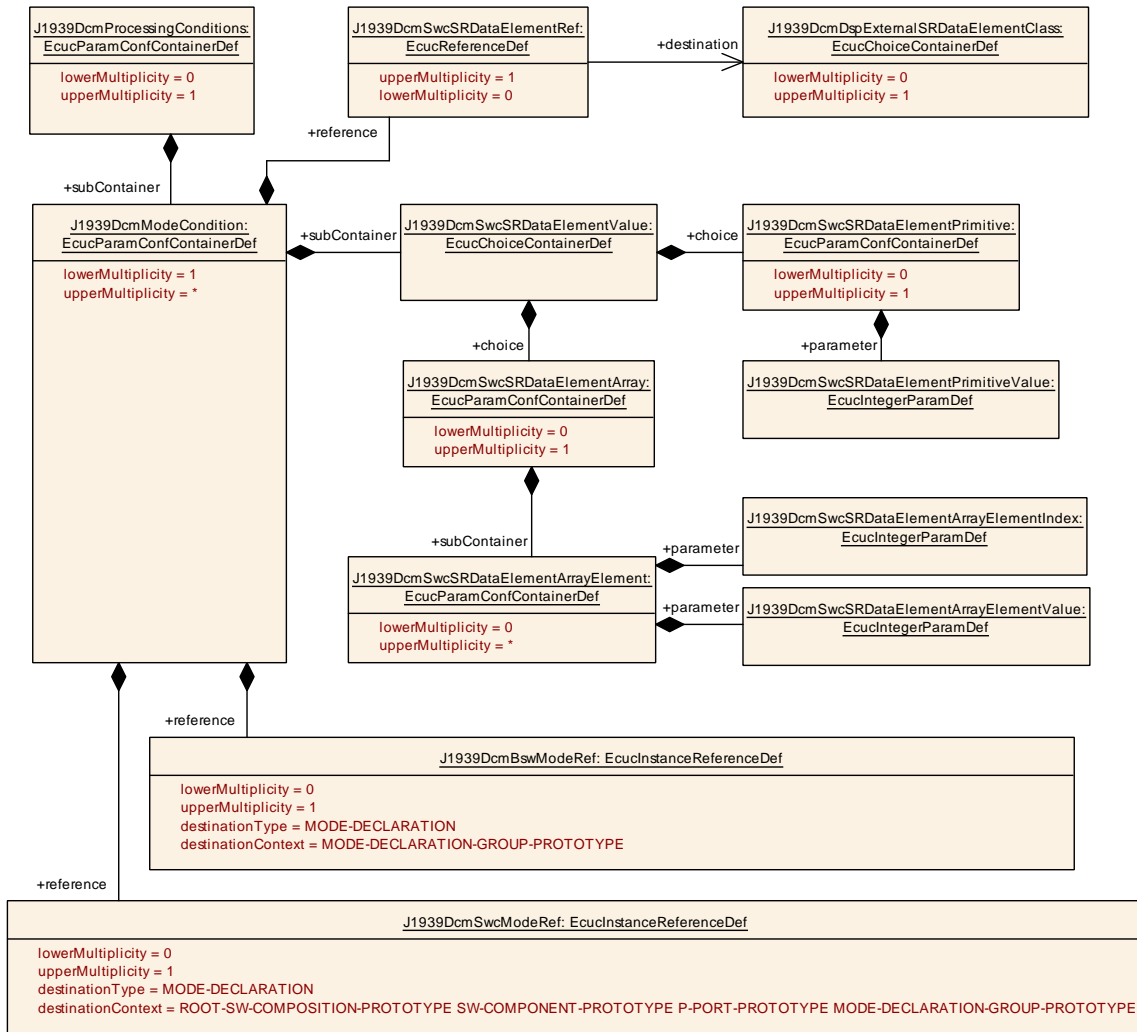 J1939DcmProcessingConditions:
EcucParamConfContainerDef
lowerMultiplicity = 0
upperMultiplicity = 1
J1939DcmSwcSRDataElementRef:
EcucReferenceDef
upperMultiplicity = 1
lowerMultiplicity = 0
+destination
J1939DcmDspExternalSRDataElementClass:
EcucChoiceContainerDef
lowerMultiplicity = 0
upperMultiplicity = 1
+reference
+subContainer
J1939DcmModeCondition:
EcucParamConfContainerDef
lowerMultiplicity = 1
upperMultiplicity = *
+subContainer
J1939DcmSwcSRDataElementValue:
EcucChoiceContainerDef
+choice
J1939DcmSwcSRDataElementPrimitive:
EcucParamConfContainerDef
lowerMultiplicity = 0
upperMultiplicity = 1
+choice
+parameter
J1939DcmSwcSRDataElementArray:
EcucParamConfContainerDef
lowerMultiplicity = 0
upperMultiplicity = 1
J1939DcmSwcSRDataElementPrimitiveValue:
EcucIntegerParamDef
+subContainer
J1939DcmSwcSRDataElementArrayElement:
EcucParamConfContainerDef
lowerMultiplicity = 0
upperMultiplicity = *
+parameter
J1939DcmSwcSRDataElementArrayElementIndex:
EcucIntegerParamDef
+parameter
J1939DcmSwcSRDataElementArrayElementValue:
EcucIntegerParamDef
+reference
J1939DcmBswModeRef: EcucInstanceReferenceDef
lowerMultiplicity = 0
upperMultiplicity = 1
destinationType = MODE-DECLARATION
destinationContext = MODE-DECLARATION-GROUP-PROTOTYPE
+reference
J1939DcmSwcModeRef: EcucInstanceReferenceDef
lowerMultiplicity = 0
upperMultiplicity = 1
destinationType = MODE-DECLARATION
destinationContext = ROOT-SW-COMPOSITION-PROTOTYPE SW-COMPONENT-PROTOTYPE P-PORT-PROTOTYPE MODE-DECLARATION-GROUP-PROTOTYPE